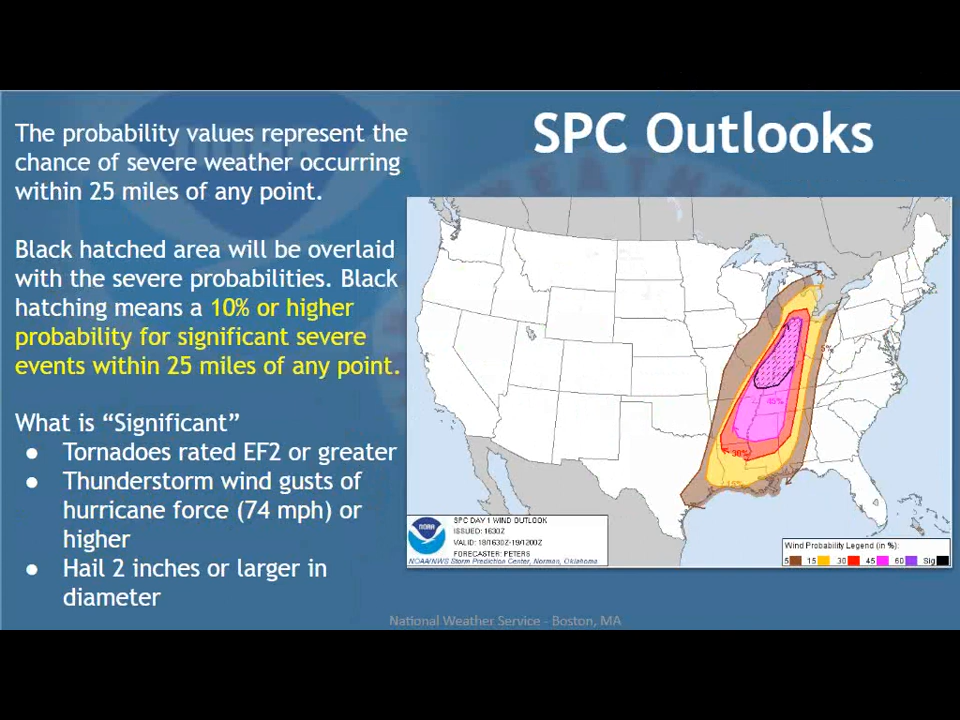 SPC Outlooks
The probability values represent the
chance of severe weather occurring
within 25 miles of any point.
Black hatched area will be overlaid
with the severe probabilities. Black
hatching means a 10% or higher
probability for significant severe
events within 25 miles of any point.
What is “Significant”
● Tornadoes rated EF2 or greater
● Thunderstorm wind gusts of
hurricane force (74 mph) or
higher
● Hail 2 inches or larger in
diameter
5%
45%
30%
15%
NOAA
SPC DAY 1 WIND OUTLOOK
ISSUED: 1630Z
VALID: 18/1630Z-19/1200Z
FORECASTER: PETERS
NOAA/NWS Storm Prediction Center, Norman, Oklahoma
Wind Probability Legend (in %):
5 15 30 45 60 Sig
National Weather Service - Boston, MA